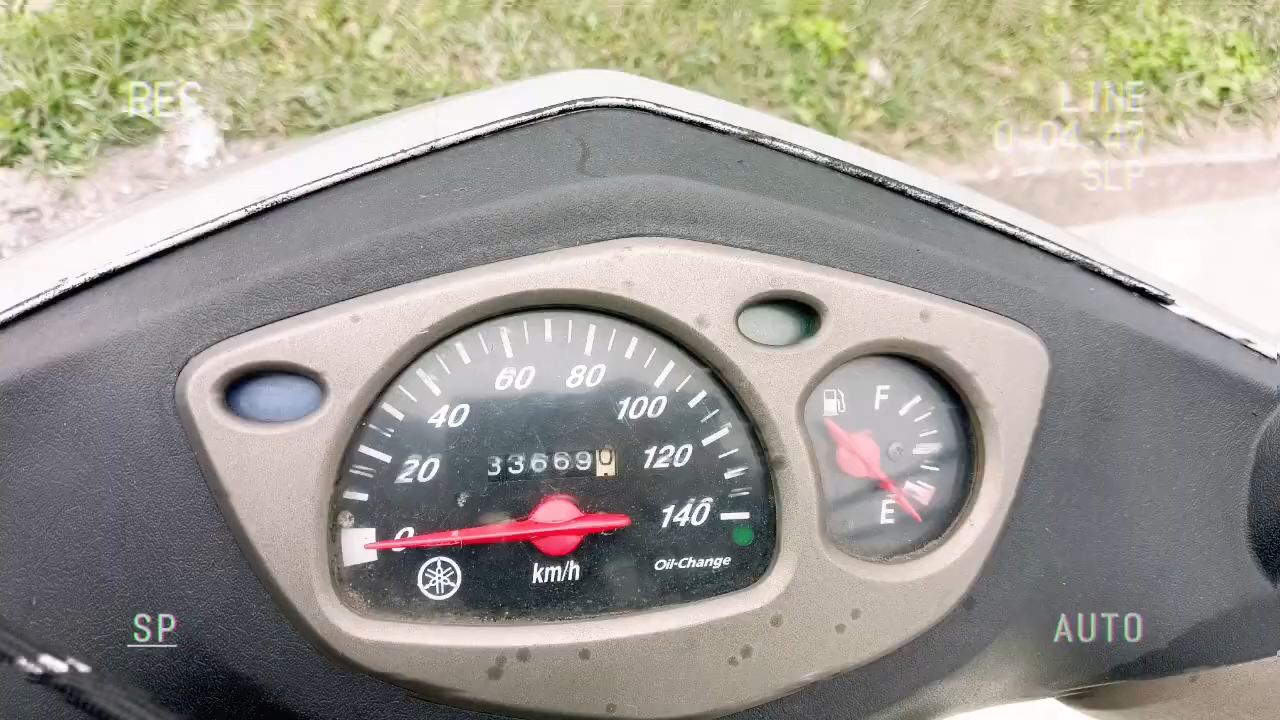 REC
LINE
0 04 47
SLP
F
60 80
40 100
20 336690 120
0 140
E
km/h
Oil-Change
SP
AUTO